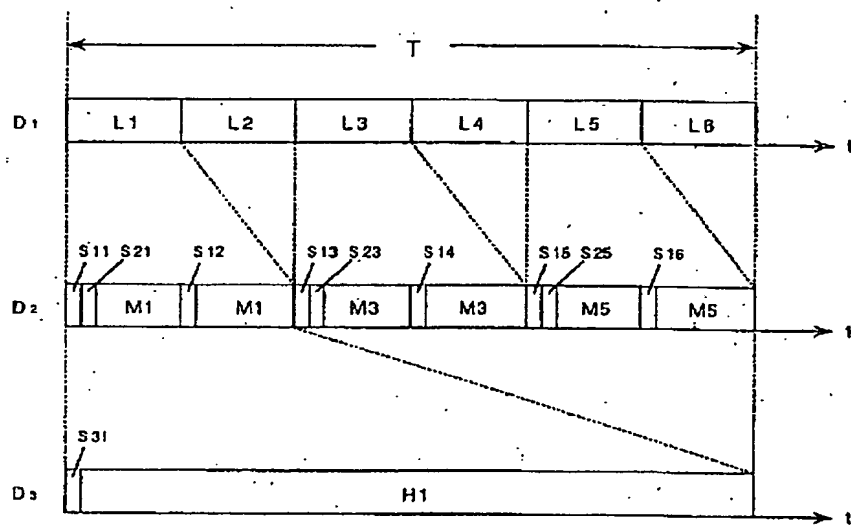 T
D1 L1 L2 L3 L4 L5 L6 t
S11 S21 S12 S13 S23 S14 S15 S25 S16
D2 M1 M1 M3 M3 M5 M5 t
S31
D3 H1 t